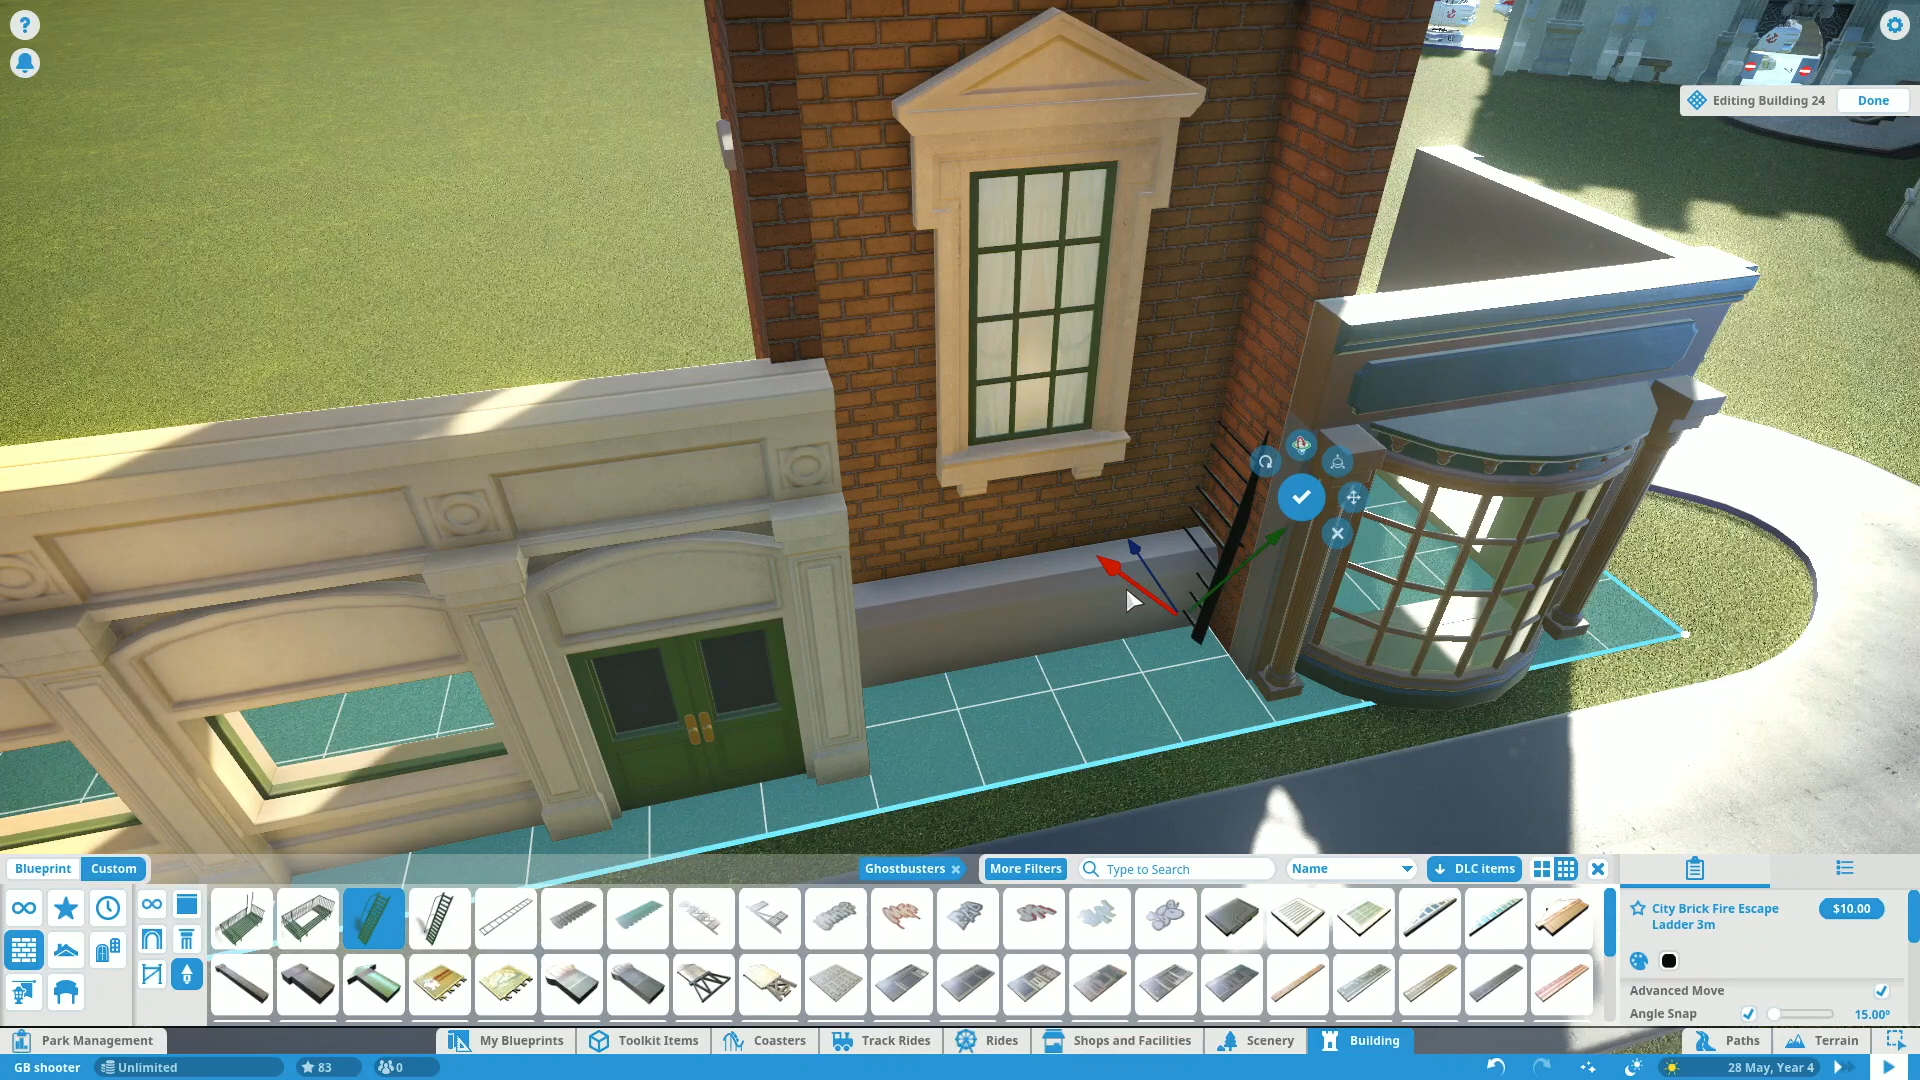 Editing Building 24
Done
Blueprint
Custom
Ghostbusters
More Filters
Type to Search
Name
DLC items
City Brick Fire Escape
Ladder 3m
$10.00
Advanced Move
Angle Snap
15.00°
Park Management
My Blueprints
Toolkit Items
Coasters
Track Rides
Rides
Shops and Facilities
Scenery
Building
Paths
Terrain
GB shooter
Unlimited
83
0
28 May, Year 4